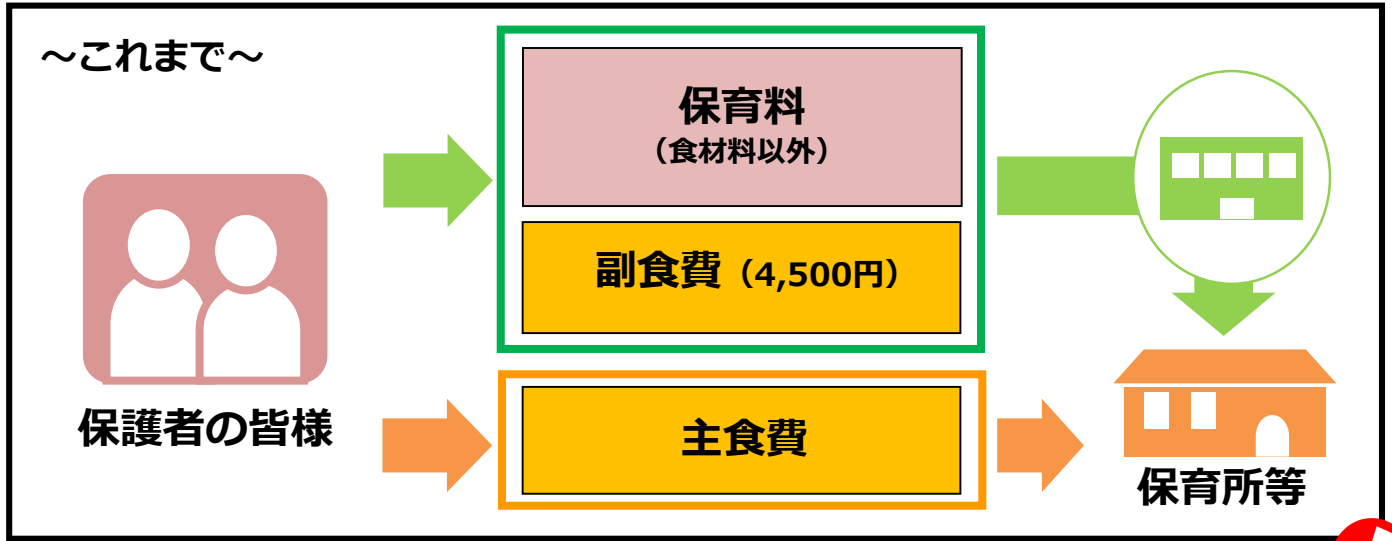 ～これまで～
保育料
（食材料以外）
副食費（4,500円）
保護者の皆様
主食費
保育所等